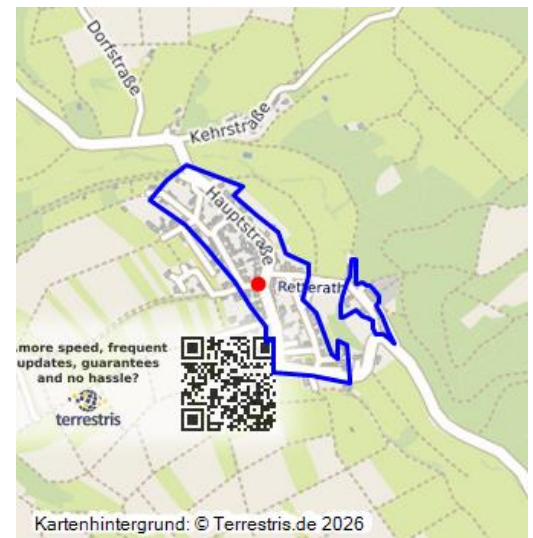 Dorfstraße
Kehrstraße
Hauptstraße
Retterath
.more speed, frequent
updates, guarantees
and no hassle?
terrestris
Kartenhintergrund: © Terrestris.de 2026